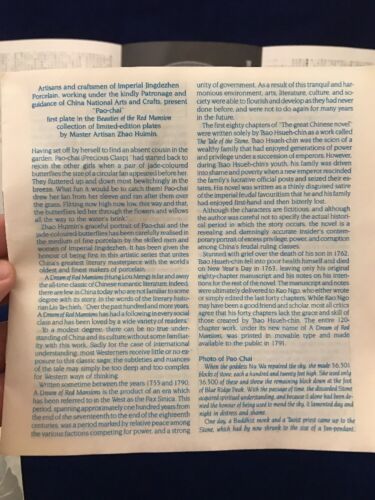 Artisans and craftsmen of Imperial Jingdezhen
Porcelain, working under the kindly Patronage and
guidance of China National Arts and Crafts, present
"Pao-chai"
first plate in the Beauties of the Red Mansion
collection of limited-edition plates
by Master Artisan Zhao Huimin.
Having set off by herself to find an absent cousin in the
garden, Pao-chai (Precious Clasp) had started back to
rejoin the other girls when a pair of jade-coloured
butterflies the size of a circular fan appeared before her.
They fluttered up and down most bewitchingly in the
breeze. What fun it would be to catch them! Pao-chai
drew her fan from her sleeve and ran after them over
the grass. Flitting now high now low, this way and that,
the butterflies led her through the flowers and willows
all the way to the water's brink.
Zhao Huimin's graceful portrait of Pao-chai and the
jade-coloured butterflies has been carefully realised in
the medium of fine porcelain by the skilled men and
women of Imperial Jingdezhen. It has been given the
honour of being first in this artistic series that unites
China's greatest literary masterpiece with the world's
oldest and finest makers of porcelain.
A Dream of Red Mansions (Hung Lou Meng) is far and away
the all-time classic of Chinese romantic literature. Indeed,
there are few in China today who are not familiar to some
degree with its story. In the words of the literary histo-
rian Liu Ta-chieh, "Over the past hundred and more years,
A Dream of Red Mansions has had a following in every social
class and has been loved by a wide variety of readers."
To a modest degree, there can be no true under-
standing of China and its culture without some familiar-
ity with this work. Sadly, for the case of international
understanding, most Westerners receive little or no ex-
posure to this classic saga; the subtleties and nuances
of the tale may simply be too deep and too complex
for Western ways of thinking.
Written sometime between the years 1755 and 1790,
A Dream of Red Mansions is the product of an era which
has been referred to in the West as the Pax Sinica. This
period, spanning approximately one hundred years from
the end of the seventeenth to the end of the eighteenth
centuries, was a period marked by relative peace among
the various factions competing for power, and a strong
unity of government. As a result of this tranquil and har-
monious environment, arts, literature, culture, and so-
ciety were able to flourish and develop as they had never
done before, and were not to do again for many years
in the future.
The first eighty chapters of "The great Chinese novel"
were written solely by Tsao Hsueh-chin as a work called
The Tale of the Stone. Tsao Hsueh-chin was the scion of a
wealthy family that had enjoyed generations of power
and privilege under a succession of emperors. However,
during Tsao Hsueh-chin's youth, his family was driven
into shame and poverty when a new emperor rescinded
the family's lucrative official posts and seized their es-
tates. His novel was written as a thinly disguised satire
of the imperial feudal favouritism that he and his family
had enjoyed first-hand and then bitterly lost.
Although the characters are fictitious, and although
the author was careful not to specify the actual histori-
cal period in which the story occurs, the novel is a
revealing and damningly accurate insider's contem-
porary portrait of excess, privilege, power, and corruption
among China's feudal ruling classes.
Stunned with grief over the death of his son in 1762,
Tsao Hsueh-chin fell into poor health himself and died
on New Year's Day in 1763, leaving only his original
eighty-chapter manuscript and his notes on his inten-
tions for the rest of the novel. The manuscript and notes
were ultimately delivered to Kao Ngo, who either wrote
or simply edited the last forty chapters. While Kao Ngo
may have been a good friend and scholar, most all critics
agree that his forty chapters lack the grace and skill of
those created by Tsao Hsueh-chin. The entire 120-
chapter work, under its new name of A Dream of Red
Mansions, was printed in movable type and made
available to the public in 1791.
Photo of Pao Chai
When the goddess Nu Wa repaired the sky, she made 36,501
blocks of stone, each a hundred and twenty feet high. She used only
36,500 of these and threw the remaining block down at the foot
of Blue Ridge Peak. With the passage of time, the discarded Stone
acquired spiritual understanding, and because it alone had been de-
nied the honour of being used to mend the sky, it lamented day and
night in distress and shame.
One day, a Buddhist monk and a Taoist priest came up to the
Stone, which had by now shrunk to the size of a fan-pendant.